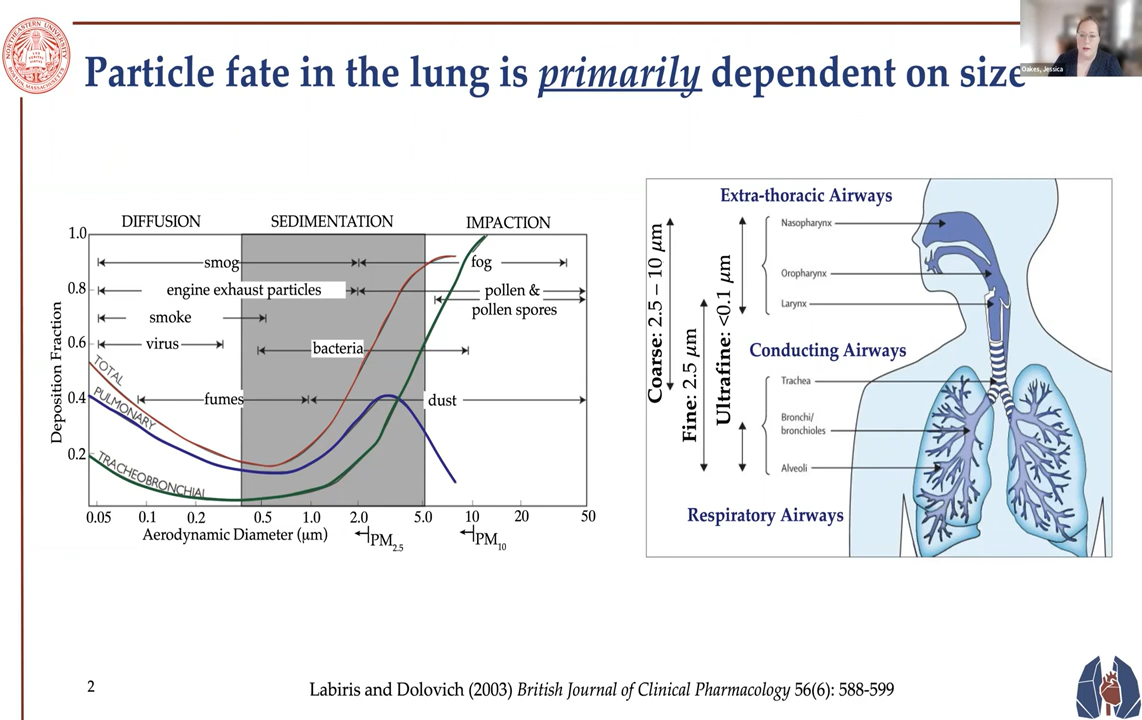 Particle fate in the lung is primarily dependent on size
Oakes, Jessica
DIFFUSION SEDIMENTATION IMPACTION
Deposition Fraction
1.0
0.8
0.6
0.4
0.2
smog
fog
engine exhaust particles
pollen &
pollen spores
smoke
virus
bacteria
fumes
dust
TOTAL
PULMONARY
TRACHEOBRONCHIAL
0.05 0.1 0.2 0.5 1.0 2.0 5.0 10 20 50
Aerodynamic Diameter (μm)
PM2.5
PM10
Extra-thoracic Airways
Nasopharynx
Oropharynx
Larynx
Conducting Airways
Trachea
Bronchi/
bronchioles
Alveoli
Respiratory Airways
Coarse: 2.5 – 10 μm
Fine: 2.5 μm
Ultrafine: <0.1 μm
2
Labiris and Dolovich (2003) British Journal of Clinical Pharmacology 56(6): 588-599